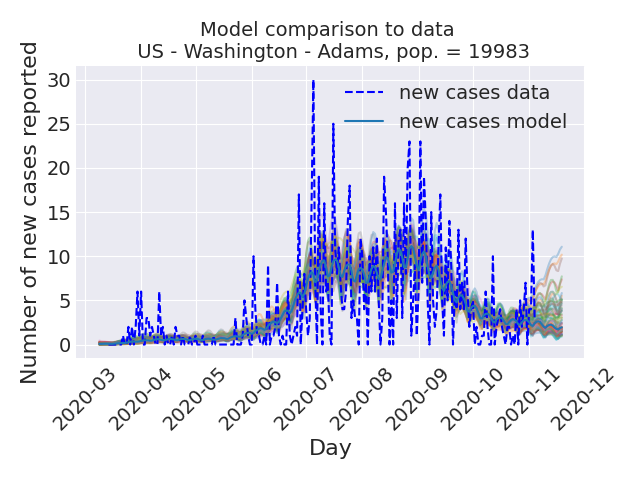 Model comparison to data
US - Washington - Adams, pop. = 19983
Number of new cases reported
30
25
20
15
10
5
0
new cases data
new cases model
2020-03
2020-04
2020-05
2020-06
2020-07
2020-08
2020-09
2020-10
2020-11
2020-12
Day